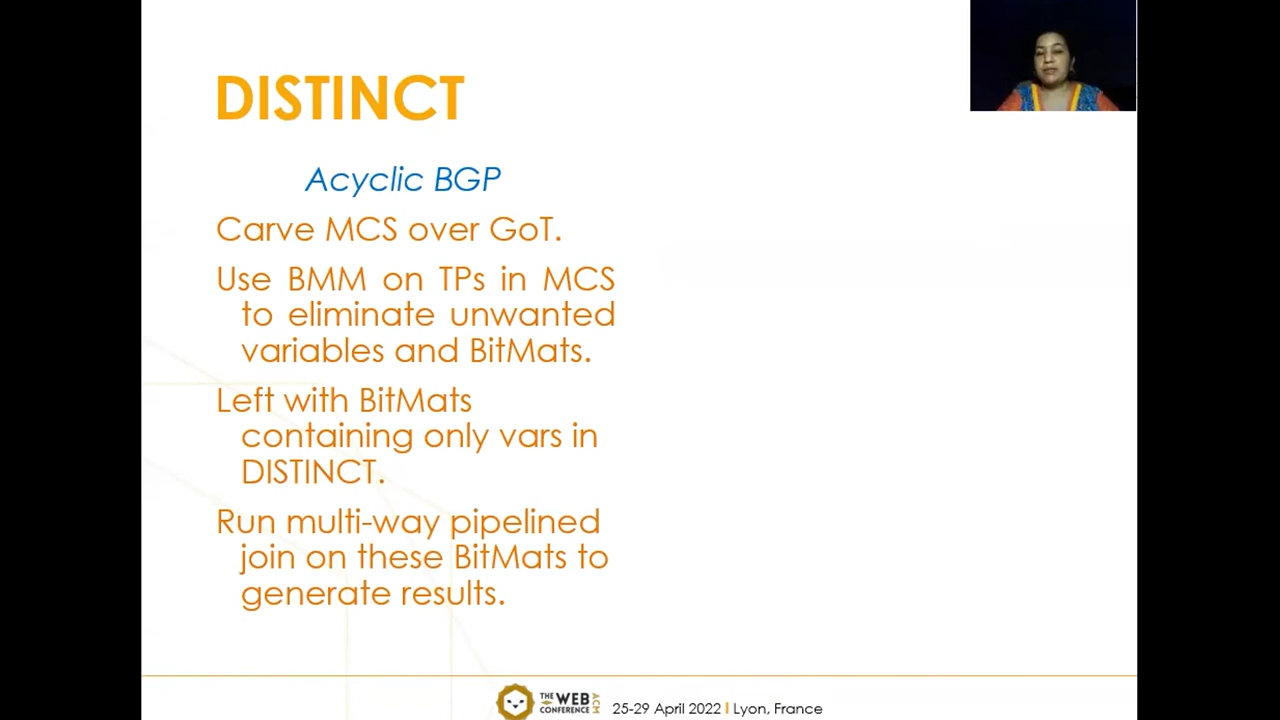 DISTINCT
Acyclic BGP
Carve MCS over GoT.
Use BMM on TPs in MCS
to eliminate unwanted
variables and BitMats.
Left with BitMats
containing only vars in
DISTINCT.
Run multi-way pipelined
join on these BitMats to
generate results.
THE WEB
CONFERENCE
ACM
25-29 April 2022 | Lyon, France